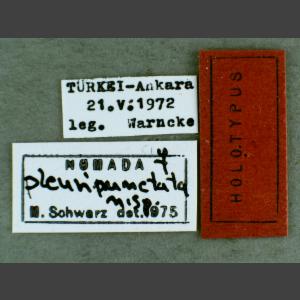 TÜRKEI-Ankara
21.V.1972
leg. Warncke
NOMADA ♀
pleuripunctata
n.sp.
M. Schwarz det. 1975
HOLOTYPUS